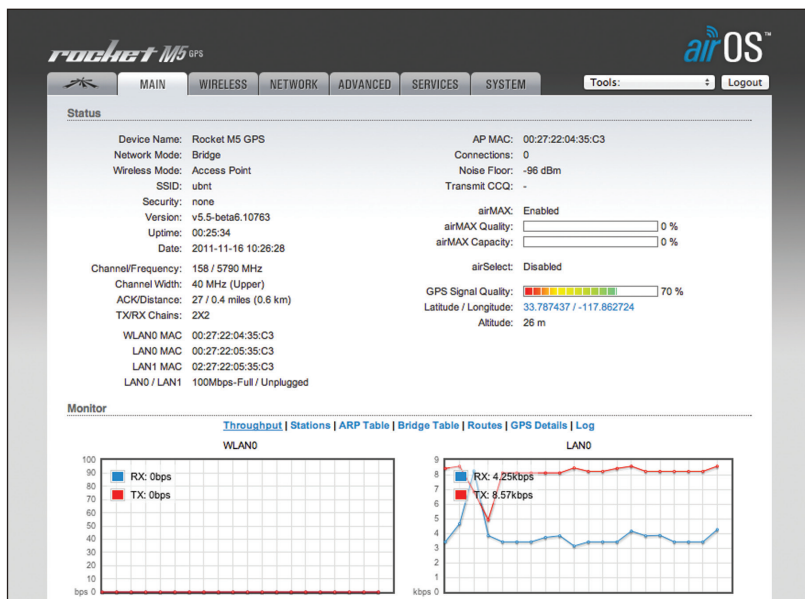 rocket M5 GPS
airOS™
MAIN WIRELESS NETWORK ADVANCED SERVICES SYSTEM Tools: Logout
Status
Device Name: Rocket M5 GPS
Network Mode: Bridge
Wireless Mode: Access Point
SSID: ubnt
Security: none
Version: v5.5-beta6.10763
Uptime: 00:25:34
Date: 2011-11-16 10:26:28
Channel/Frequency: 158 / 5790 MHz
Channel Width: 40 MHz (Upper)
ACK/Distance: 27 / 0.4 miles (0.6 km)
TX/RX Chains: 2X2
WLAN0 MAC 00:27:22:04:35:C3
LAN0 MAC 00:27:22:05:35:C3
LAN1 MAC 02:27:22:05:35:C3
LAN0 / LAN1 100Mbps-Full / Unplugged
AP MAC: 00:27:22:04:35:C3
Connections: 0
Noise Floor: -96 dBm
Transmit CCQ: -
airMAX: Enabled
airMAX Quality: 0 %
airMAX Capacity: 0 %
airSelect: Disabled
GPS Signal Quality: 70 %
Latitude / Longitude: 33.787437 / -117.862724
Altitude: 26 m
Monitor
Throughput | Stations | ARP Table | Bridge Table | Routes | GPS Details | Log
WLAN0
100
90
80
70
60
50
40
30
20
10
bps 0
RX: 0bps
TX: 0bps
LAN0
9
8
7
6
5
4
3
2
1
kbps 0
RX: 4.25kbps
TX: 8.57kbps